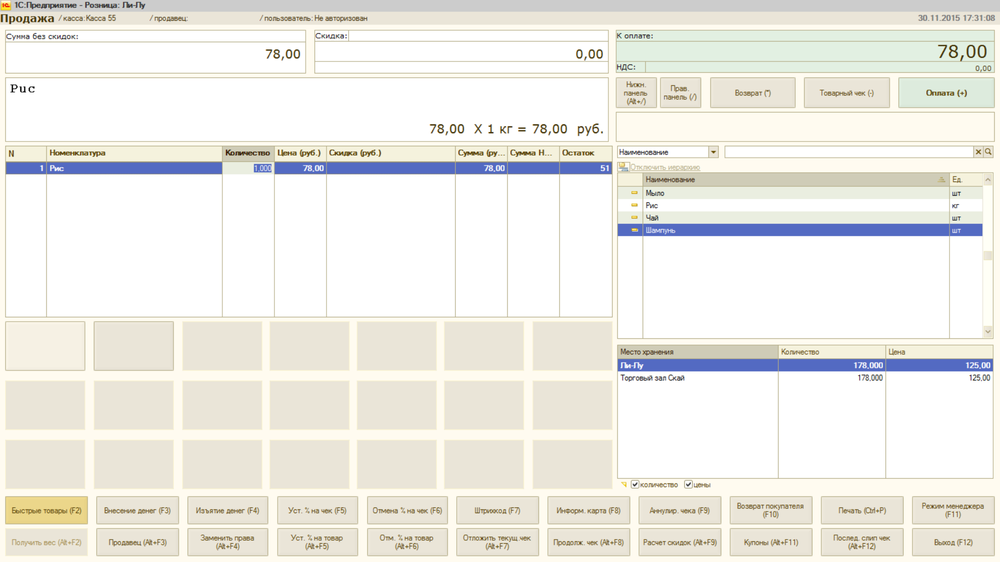 1С:Предприятие - Розница: Ли-Лу
Продажа / касса: Касса 55 / продавец: / пользователь: Не авторизован 30.11.2015 17:31:08
Сумма без скидок:
78,00
Скидка:
0,00
К оплате:
78,00
НДС:
0,00
Рис
78,00 X 1 кг = 78,00 руб.
Нижн. панель (Alt+/)
Прав. панель (/)
Возврат (*)
Товарный чек (-)
Оплата (+)
N Номенклатура Количество Цена (руб.) Скидка (руб.) Сумма (ру... Сумма Н... Остаток
1 Рис 1,000 78,00 78,00 51
Наименование
Отключить иерархию
Наименование Ед.
Мыло шт
Рис кг
Чай шт
Шампунь шт
Место хранения Количество Цена
Ли-Лу 178,000 125,00
Торговый зал Скай 178,000 125,00
количество цены
Быстрые товары (F2)
Внесение денег (F3)
Изъятие денег (F4)
Уст. % на чек (F5)
Отмена % на чек (F6)
Штрихкод (F7)
Информ. карта (F8)
Аннулир. чека (F9)
Возврат покупателя (F10)
Печать (Ctrl+P)
Режим менеджера (F11)
Получить вес (Alt+F2)
Продавец (Alt+F3)
Заменить права (Alt+F4)
Уст. % на товар (Alt+F5)
Отм. % на товар (Alt+F6)
Отложить текущ.чек (Alt+F7)
Продолж. чек (Alt+F8)
Расчет скидок (Alt+F9)
Купоны (Alt+F11)
Послед. слип чек (Alt+F12)
Выход (F12)